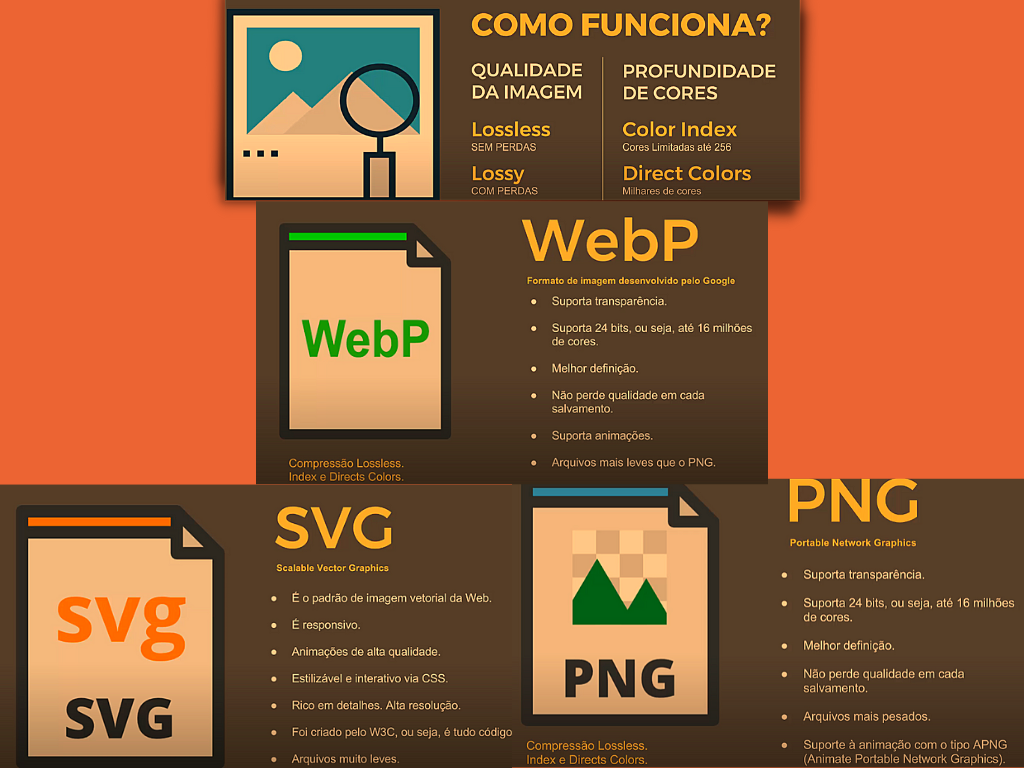 COMO FUNCIONA?
QUALIDADE
DA IMAGEM
Lossless
SEM PERDAS
Lossy
COM PERDAS
PROFUNDIDADE
DE CORES
Color Index
Cores Limitadas até 256
Direct Colors
Milhares de cores
WebP
Compressão Lossless.
Index e Directs Colors.
WebP
Formato de imagem desenvolvido pelo Google
● Suporta transparência.
● Suporta 24 bits, ou seja, até 16 milhões
de cores.
● Melhor definição.
● Não perde qualidade em cada
salvamento.
● Suporta animações.
● Arquivos mais leves que o PNG.
svg
SVG
SVG
Scalable Vector Graphics
● É o padrão de imagem vetorial da Web.
● É responsivo.
● Animações de alta qualidade.
● Estilizável e interativo via CSS.
● Rico em detalhes. Alta resolução.
● Foi criado pelo W3C, ou seja, é tudo código
● Arquivos muito leves.
PNG
Compressão Lossless.
Index e Directs Colors.
PNG
Portable Network Graphics
● Suporta transparência.
● Suporta 24 bits, ou seja, até 16 milhões
de cores.
● Melhor definição.
● Não perde qualidade em cada
salvamento.
● Arquivos mais pesados.
● Suporte à animação com o tipo APNG
(Animate Portable Network Graphics).